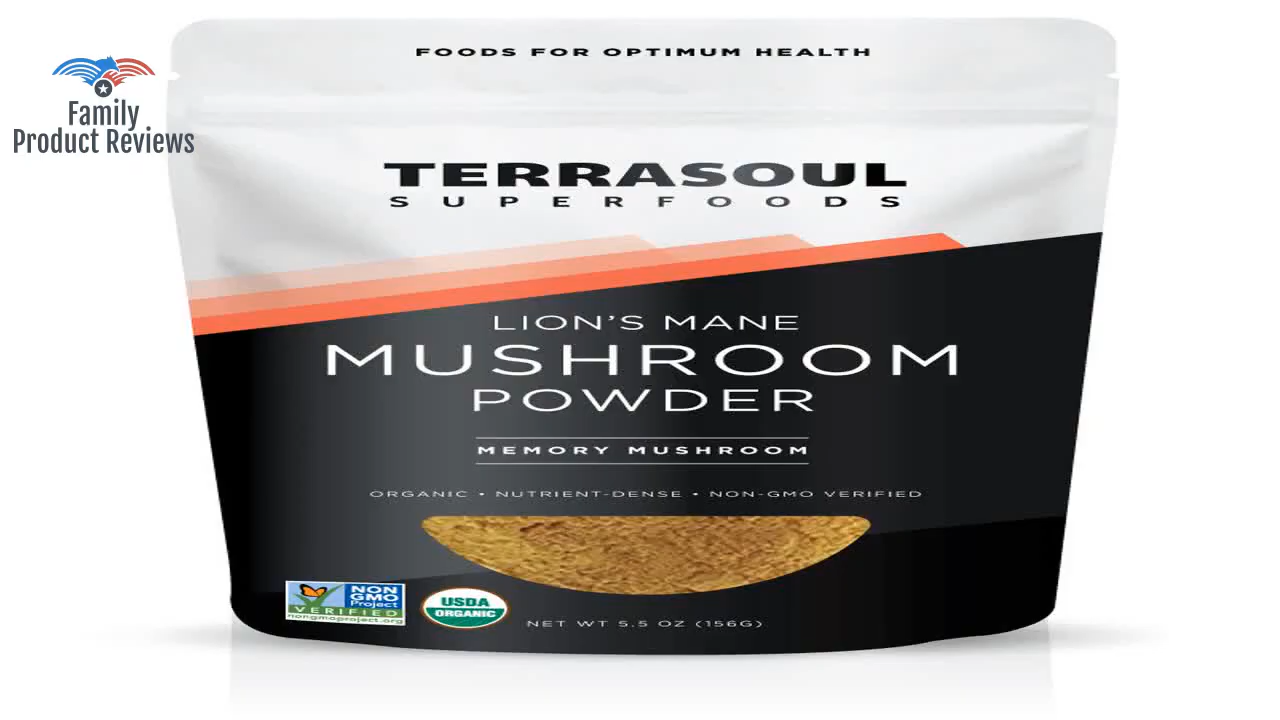 FOODS FOR OPTIMUM HEALTH
Family
Product Reviews
TERRASOUL
SUPERFOODS
LION'S MANE
MUSHROOM
POWDER
MEMORY MUSHROOM
ORGANIC • NUTRIENT-DENSE • NON-GMO VERIFIED
NON
GMO
Project
VERIFIED
nongmoproject.org
USDA
ORGANIC
NET WT 5.5 OZ (156G)